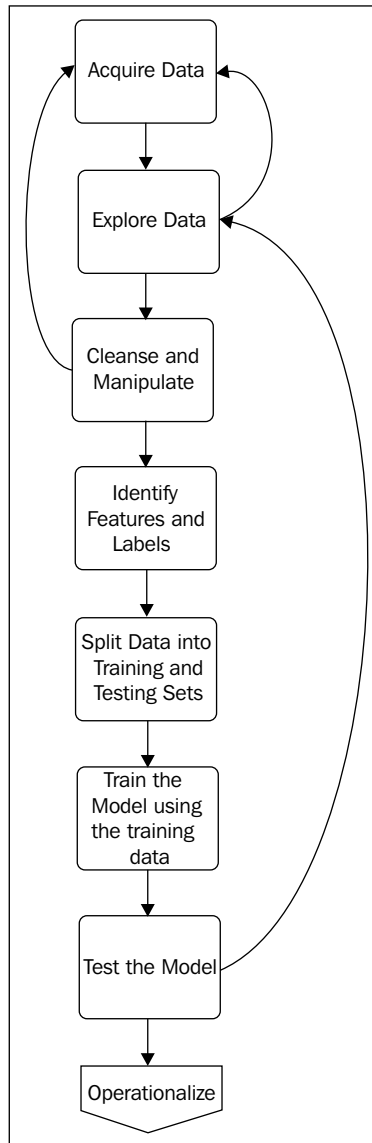 Acquire Data
Explore Data
Cleanse and
Manipulate
Identify
Features and
Labels
Split Data into
Training and
Testing Sets
Train the
Model using
the training
data
Test the Model
Operationalize